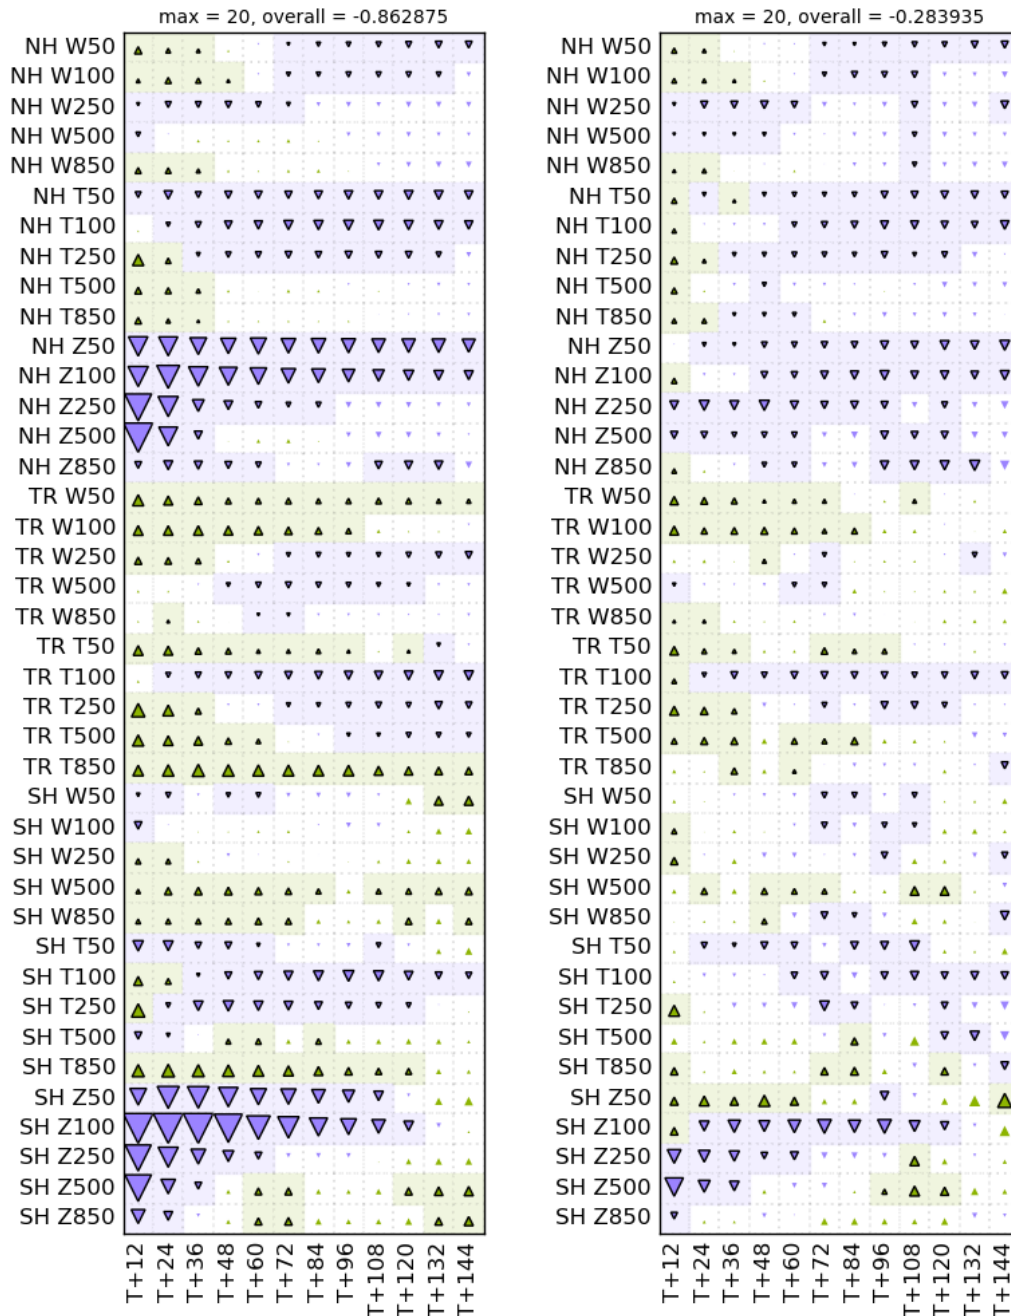 max = 20, overall = -0.862875
NH W50
NH W100
NH W250
NH W500
NH W850
NH T50
NH T100
NH T250
NH T500
NH T850
NH Z50
NH Z100
NH Z250
NH Z500
NH Z850
TR W50
TR W100
TR W250
TR W500
TR W850
TR T50
TR T100
TR T250
TR T500
TR T850
SH W50
SH W100
SH W250
SH W500
SH W850
SH T50
SH T100
SH T250
SH T500
SH T850
SH Z50
SH Z100
SH Z250
SH Z500
SH Z850
T+12
T+24
T+36
T+48
T+60
T+72
T+84
T+96
T+108
T+120
T+132
T+144
max = 20, overall = -0.283935
NH W50
NH W100
NH W250
NH W500
NH W850
NH T50
NH T100
NH T250
NH T500
NH T850
NH Z50
NH Z100
NH Z250
NH Z500
NH Z850
TR W50
TR W100
TR W250
TR W500
TR W850
TR T50
TR T100
TR T250
TR T500
TR T850
SH W50
SH W100
SH W250
SH W500
SH W850
SH T50
SH T100
SH T250
SH T500
SH T850
SH Z50
SH Z100
SH Z250
SH Z500
SH Z850
T+12
T+24
T+36
T+48
T+60
T+72
T+84
T+96
T+108
T+120
T+132
T+144